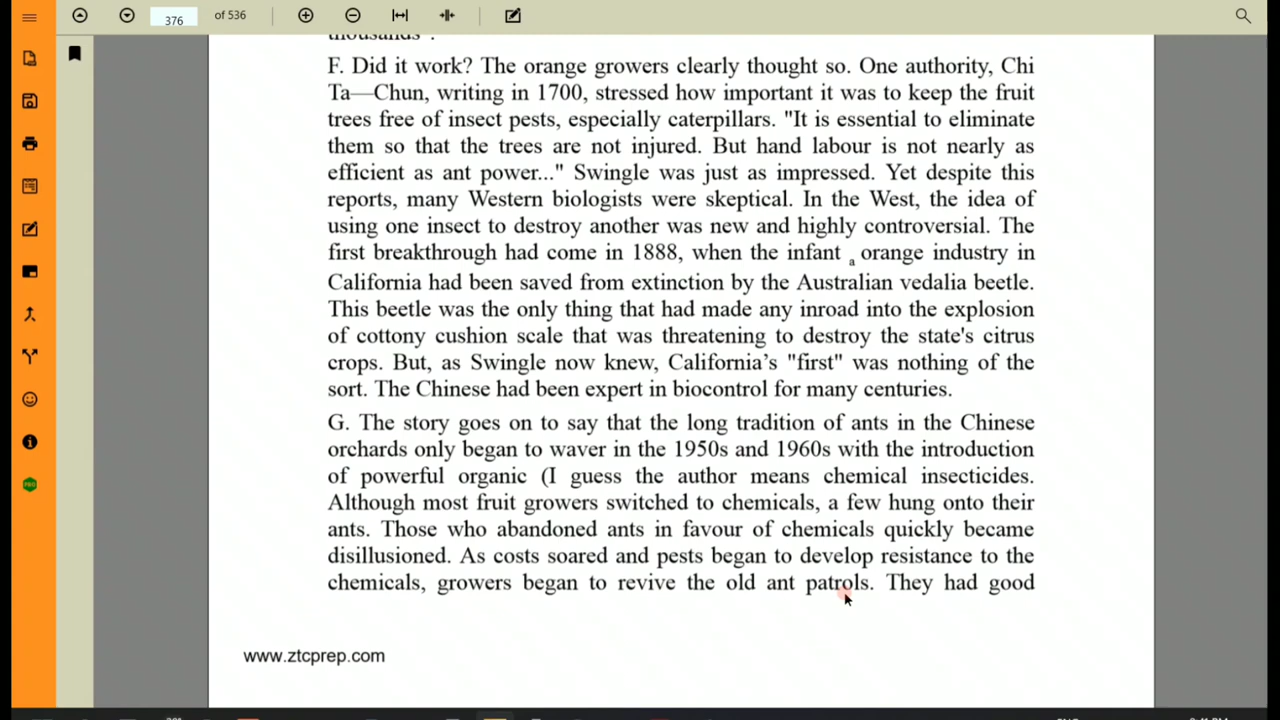 376
of 536
thousands".
F. Did it work? The orange growers clearly thought so. One authority, Chi
Ta—Chun, writing in 1700, stressed how important it was to keep the fruit
trees free of insect pests, especially caterpillars. "It is essential to eliminate
them so that the trees are not injured. But hand labour is not nearly as
efficient as ant power..." Swingle was just as impressed. Yet despite this
reports, many Western biologists were skeptical. In the West, the idea of
using one insect to destroy another was new and highly controversial. The
first breakthrough had come in 1888, when the infant a orange industry in
California had been saved from extinction by the Australian vedalia beetle.
This beetle was the only thing that had made any inroad into the explosion
of cottony cushion scale that was threatening to destroy the state's citrus
crops. But, as Swingle now knew, California's "first" was nothing of the
sort. The Chinese had been expert in biocontrol for many centuries.
G. The story goes on to say that the long tradition of ants in the Chinese
orchards only began to waver in the 1950s and 1960s with the introduction
of powerful organic (I guess the author means chemical insecticides.
Although most fruit growers switched to chemicals, a few hung onto their
ants. Those who abandoned ants in favour of chemicals quickly became
disillusioned. As costs soared and pests began to develop resistance to the
chemicals, growers began to revive the old ant patrols. They had good
www.ztcprep.com
PRO